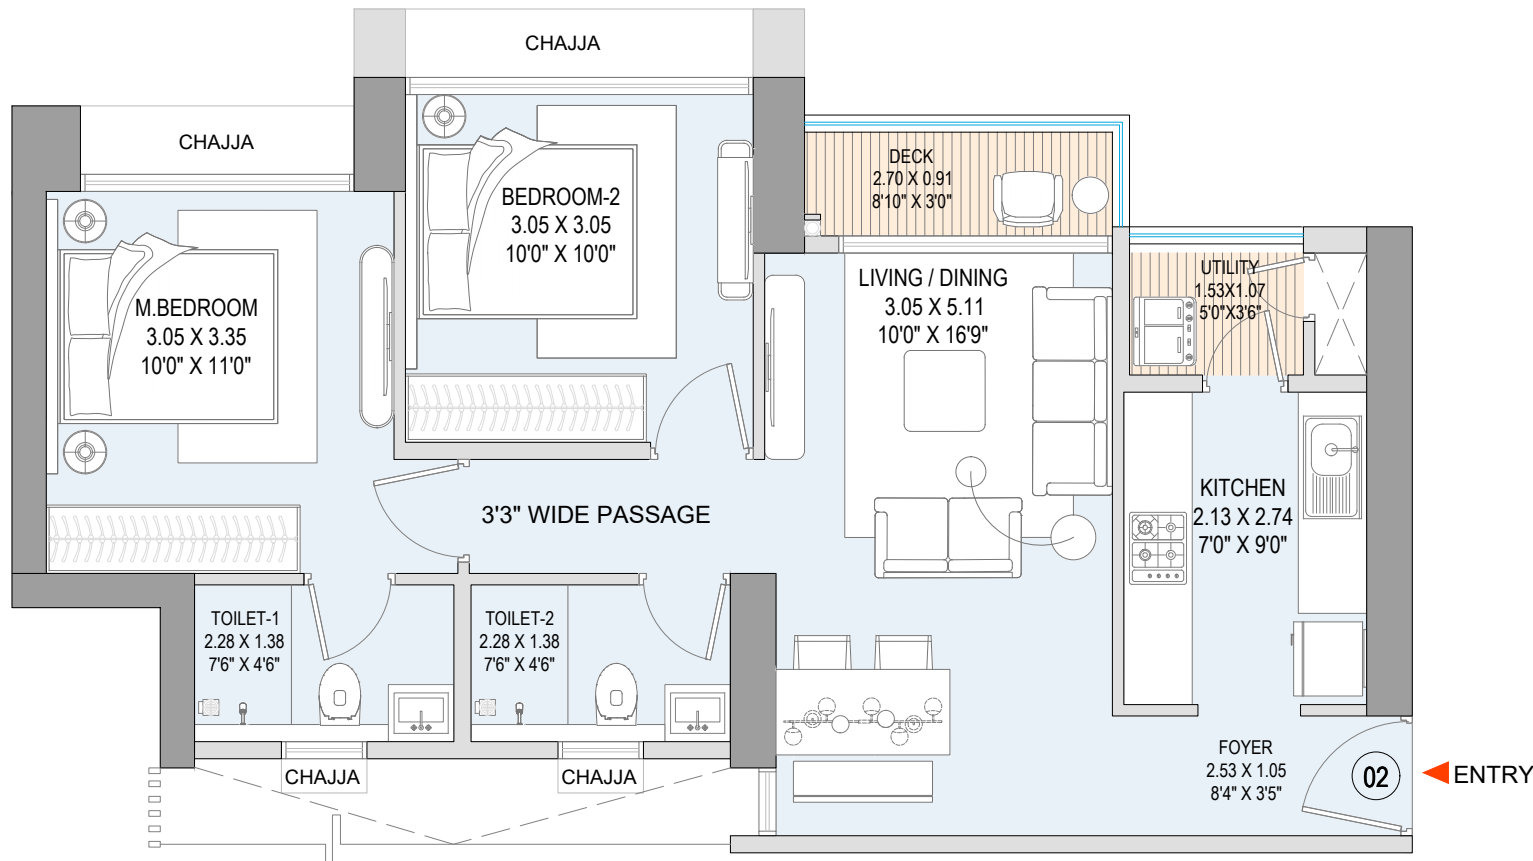 CHAJJA
CHAJJA
DECK
2.70 X 0.91
8'10" X 3'0"
BEDROOM-2
3.05 X 3.05
10'0" X 10'0"
M.BEDROOM
3.05 X 3.35
10'0" X 11'0"
LIVING / DINING
3.05 X 5.11
10'0" X 16'9"
UTILITY
1.53X1.07
5'0"X3'6"
3'3" WIDE PASSAGE
KITCHEN
2.13 X 2.74
7'0" X 9'0"
TOILET-1
2.28 X 1.38
7'6" X 4'6"
TOILET-2
2.28 X 1.38
7'6" X 4'6"
CHAJJA
CHAJJA
FOYER
2.53 X 1.05
8'4" X 3'5"
02
ENTRY